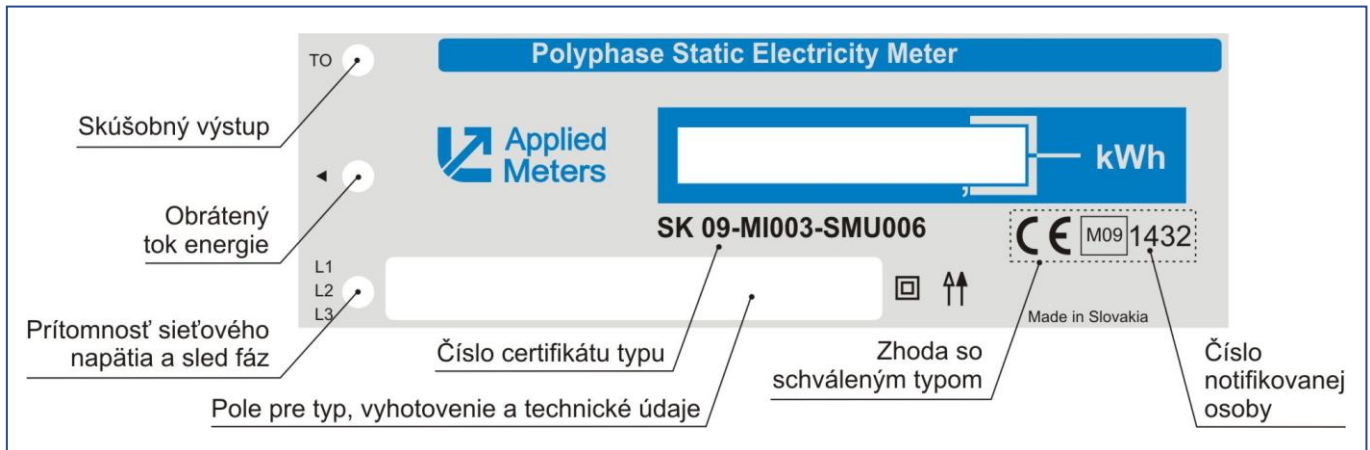 TO
Polyphase Static Electricity Meter
Skúšobný výstup
Applied
Meters
,
kWh
Obrátený
tok energie
SK 09-MI003-SMU006
CE M09 1432
L1
L2
L3
Made in Slovakia
Prítomnosť sieťového
napätia a sled fáz
Číslo certifikátu typu
Zhoda so
schváleným typom
Číslo
notifikovanej
osoby
Pole pre typ, vyhotovenie a technické údaje